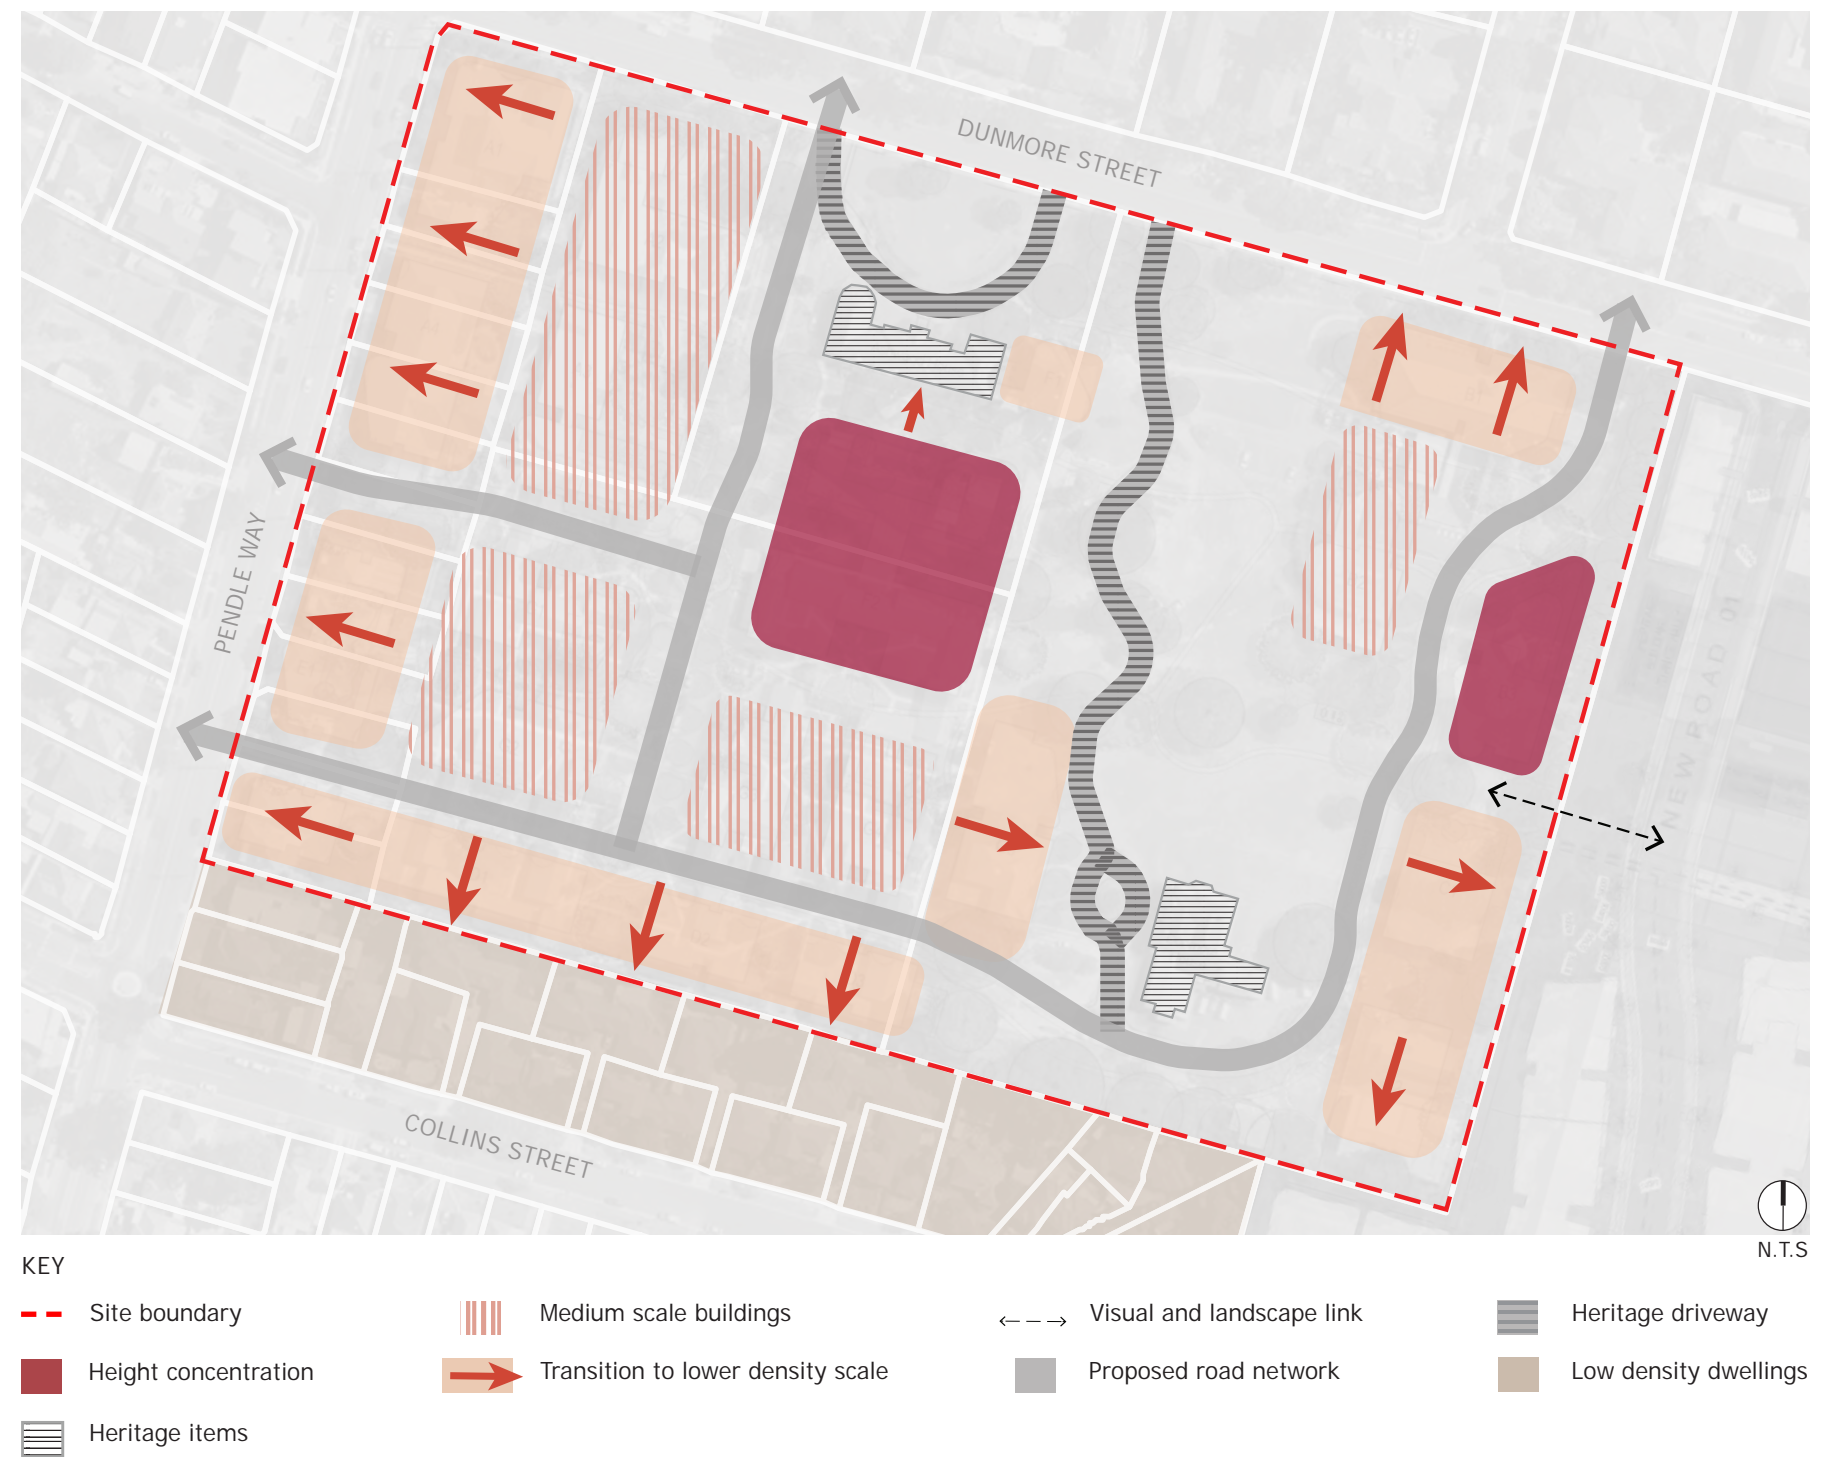 DUNMORE STREET
PENDLE WAY
NEW ROAD 01
COLLINS STREET
N.T.S
KEY
Site boundary
Medium scale buildings
Visual and landscape link
Heritage driveway
Height concentration
Transition to lower density scale
Proposed road network
Low density dwellings
Heritage items